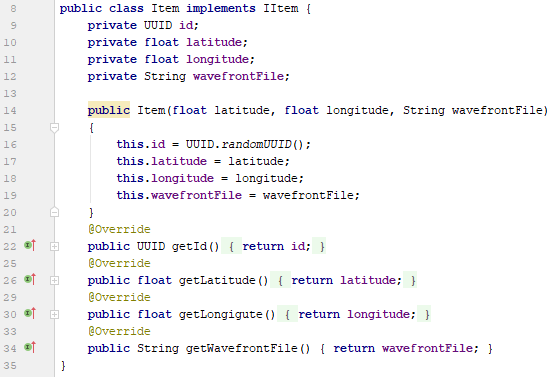 8 public class Item implements IItem {
9 private UUID id;
10 private float latitude;
11 private float longitude;
12 private String wavefrontFile;
13
14 public Item(float latitude, float longitude, String wavefrontFile)
15 {
16 this.id = UUID.randomUUID();
17 this.latitude = latitude;
18 this.longitude = longitude;
19 this.wavefrontFile = wavefrontFile;
20 }
21 @Override
22 public UUID getId() { return id; }
25 @Override
26 public float getLatitude() { return latitude; }
29 @Override
30 public float getLongigute() { return longitude; }
33 @Override
34 public String getWavefrontFile() { return wavefrontFile; }
35 }